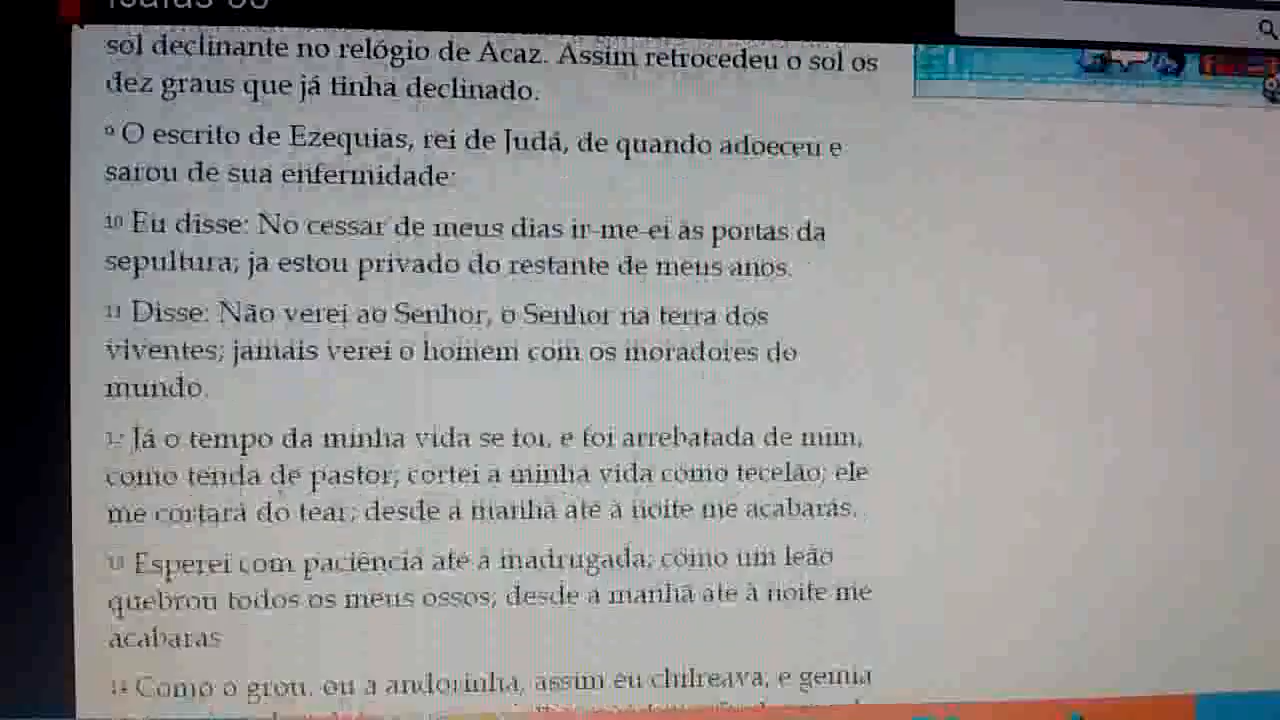 sol declinante no relógio de Acaz. Assim retrocedeu o sol os
dez graus que já tinha declinado.
9 O escrito de Ezequias, rei de Judá, de quando adoeceu e
sarou de sua enfermidade:
10 Eu disse: No cessar de meus dias ir-me-ei às portas da
sepultura; já estou privado do restante de meus anos.
11 Disse: Não verei ao Senhor, o Senhor na terra dos
viventes; jamais verei o homem com os moradores do
mundo.
12 Já o tempo da minha vida se foi, e foi arrebatada de mim,
como tenda de pastor; cortei a minha vida como tecelão; ele
me cortará do tear; desde a manhã até à noite me acabarás.
13 Esperei com paciência até à madrugada; como um leão
quebrou todos os meus ossos; desde a manhã até à noite me
acabarás
14 Como o grou, ou a andorinha, assim eu chilreava, e gemia